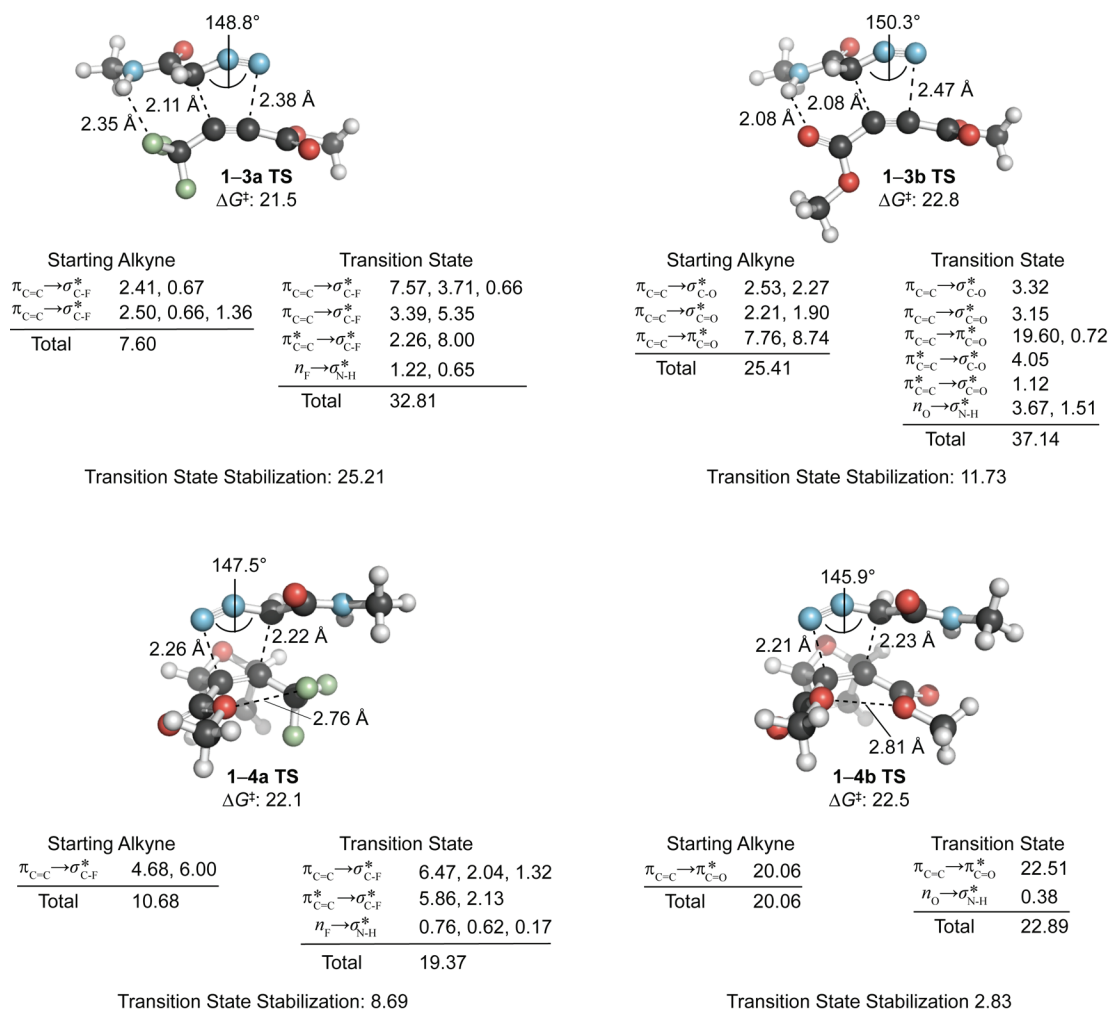 148.8°
2.11 Å
2.38 Å
2.35 Å
1–3a TS
ΔG‡: 21.5
Starting Alkyne
πC=C→σ*C-F 2.41, 0.67
πC=C→σ*C-F 2.50, 0.66, 1.36
Total 7.60
Transition State
πC=C→σ*C-F 7.57, 3.71, 0.66
πC=C→σ*C-F 3.39, 5.35
π*C=C→σ*C-F 2.26, 8.00
nF→σ*N-H 1.22, 0.65
Total 32.81
Transition State Stabilization: 25.21
150.3°
2.08 Å
2.08 Å
2.47 Å
1–3b TS
ΔG‡: 22.8
Starting Alkyne
πC=C→σ*C-O 2.53, 2.27
πC=C→σ*C=O 2.21, 1.90
πC=C→π*C=O 7.76, 8.74
Total 25.41
Transition State
πC=C→σ*C-O 3.32
πC=C→σ*C=O 3.15
πC=C→π*C=O 19.60, 0.72
π*C=C→σ*C-O 4.05
π*C=C→σ*C=O 1.12
nO→σ*N-H 3.67, 1.51
Total 37.14
Transition State Stabilization: 11.73
147.5°
2.26 Å
2.22 Å
2.76 Å
1–4a TS
ΔG‡: 22.1
Starting Alkyne
πC=C→σ*C-F 4.68, 6.00
Total 10.68
Transition State
πC=C→σ*C-F 6.47, 2.04, 1.32
π*C=C→σ*C-F 5.86, 2.13
nF→σ*N-H 0.76, 0.62, 0.17
Total 19.37
Transition State Stabilization: 8.69
145.9°
2.21 Å
2.23 Å
2.81 Å
1–4b TS
ΔG‡: 22.5
Starting Alkyne
πC=C→π*C=O 20.06
Total 20.06
Transition State
πC=C→π*C=O 22.51
nO→σ*N-H 0.38
Total 22.89
Transition State Stabilization 2.83